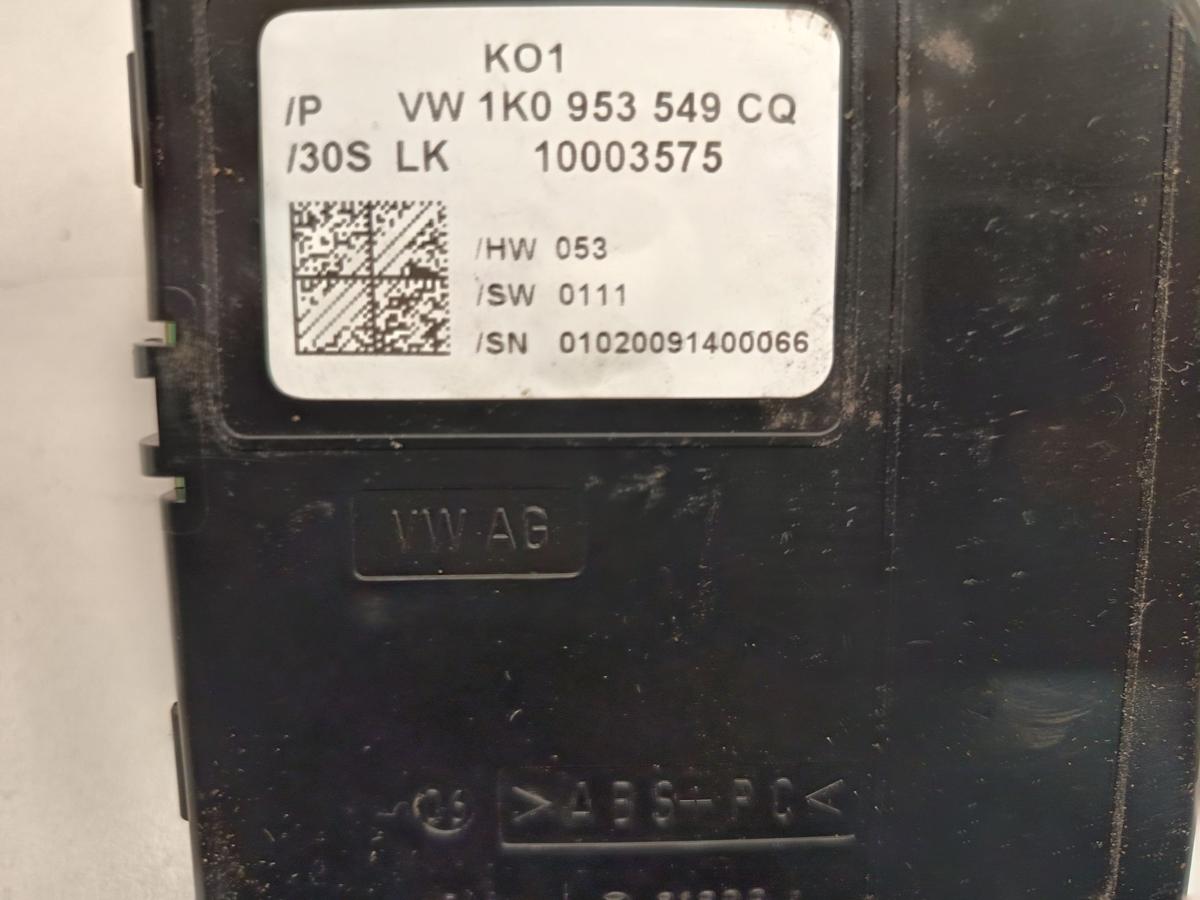 KO1
/P VW 1K0 953 549 CQ
/30S LK 10003575
/HW 053
/SW 0111
/SN 01020091400066
VW AG
>ABS+PC<